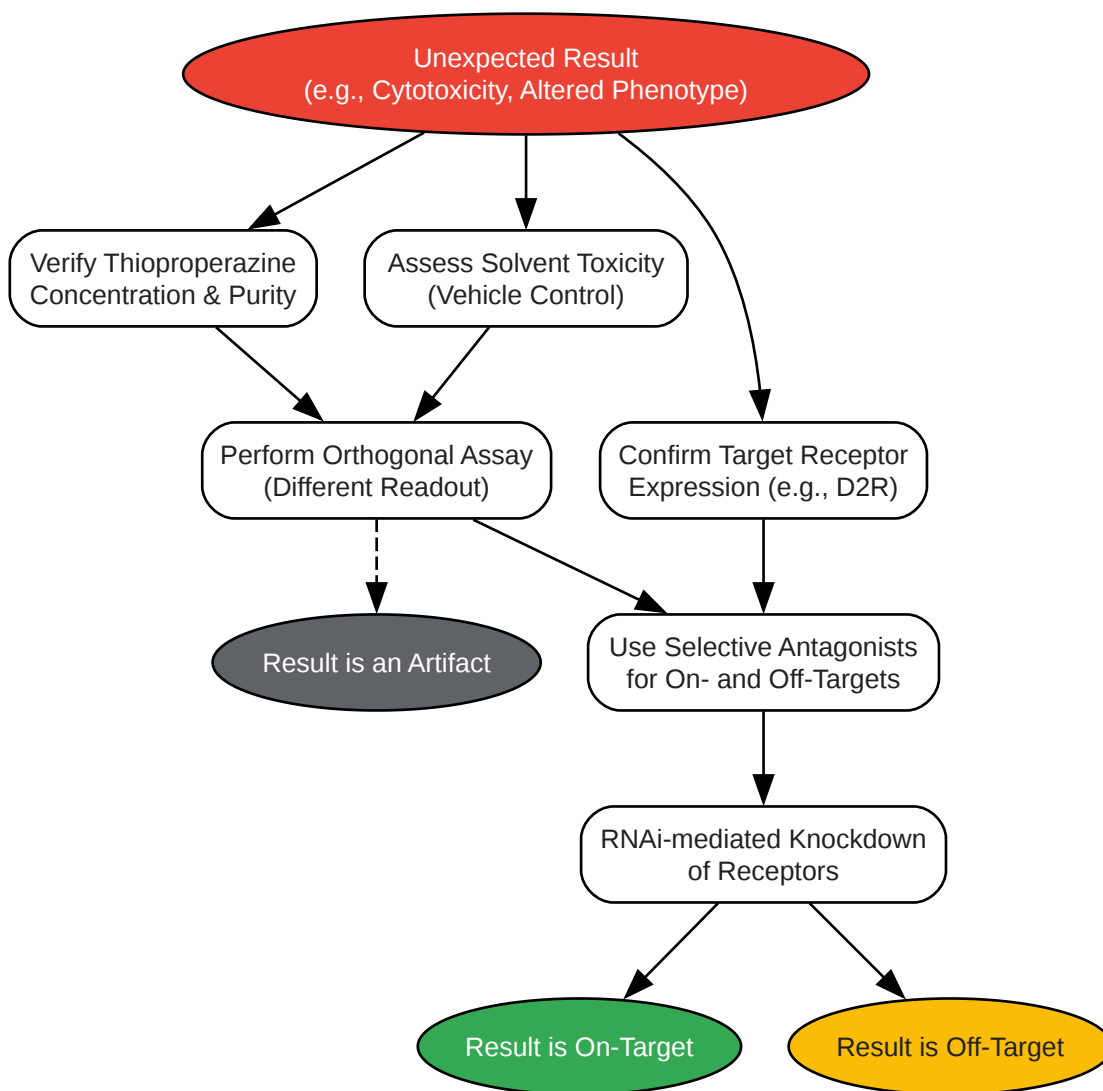 Unexpected Result
(e.g., Cytotoxicity, Altered Phenotype)
Verify Thioproperazine
Concentration & Purity
Assess Solvent Toxicity
(Vehicle Control)
Perform Orthogonal Assay
(Different Readout)
Confirm Target Receptor
Expression (e.g., D2R)
Result is an Artifact
Use Selective Antagonists
for On- and Off-Targets
RNAi-mediated Knockdown
of Receptors
Result is On-Target
Result is Off-Target